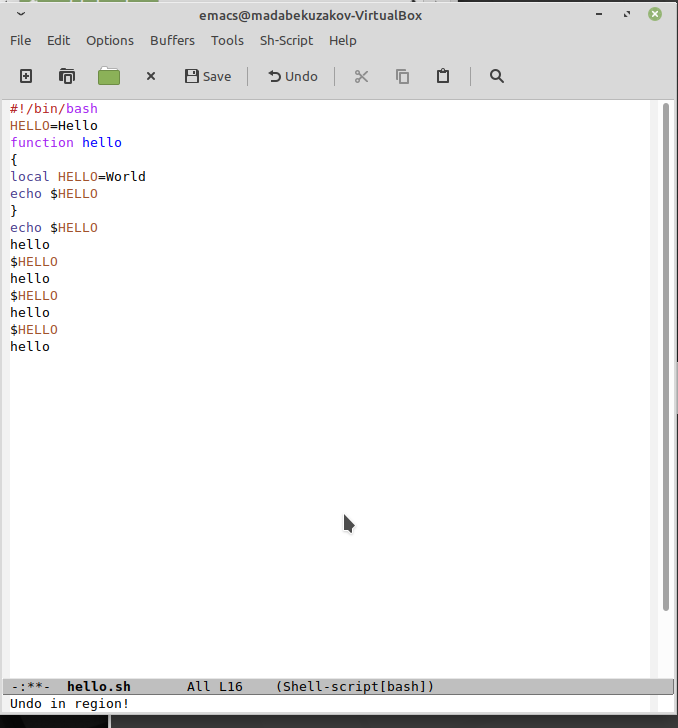 emacs@madabekuzakov-VirtualBox
File Edit Options Buffers Tools Sh-Script Help
Save Undo
#!/bin/bash
HELLO=Hello
function hello
{
local HELLO=World
echo $HELLO
}
echo $HELLO
hello
$HELLO
hello
$HELLO
hello
$HELLO
hello
-:**- hello.sh All L16 (Shell-script[bash])
Undo in region!